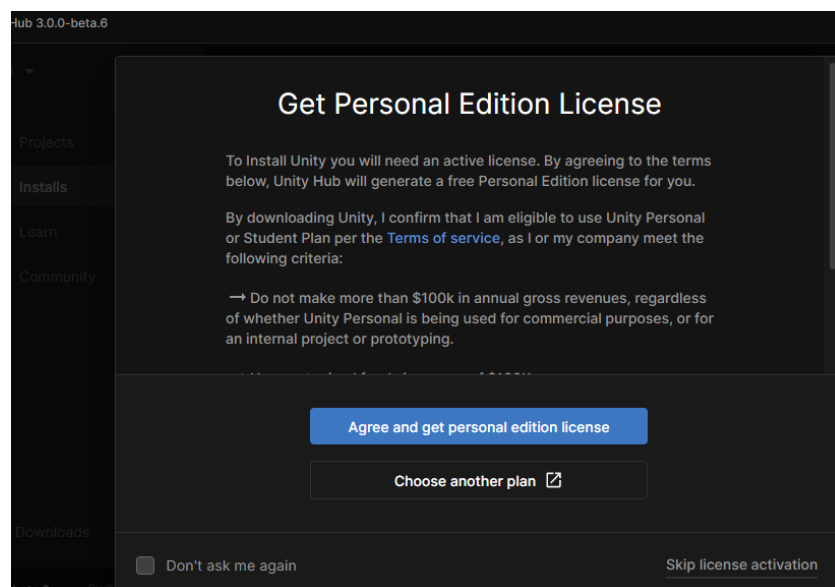 Hub 3.0.0-beta.6
Get Personal Edition License
Projects
To Install Unity you will need an active license. By agreeing to the terms
below, Unity Hub will generate a free Personal Edition license for you.
Installs
By downloading Unity, I confirm that I am eligible to use Unity Personal
Learn
or Student Plan per the Terms of service, as I or my company meet the
following criteria:
Community
→ Do not make more than $100k in annual gross revenues, regardless
of whether Unity Personal is being used for commercial purposes, or for
an internal project or prototyping.
Agree and get personal edition license
Choose another plan
Downloads
Don't ask me again
Skip license activation